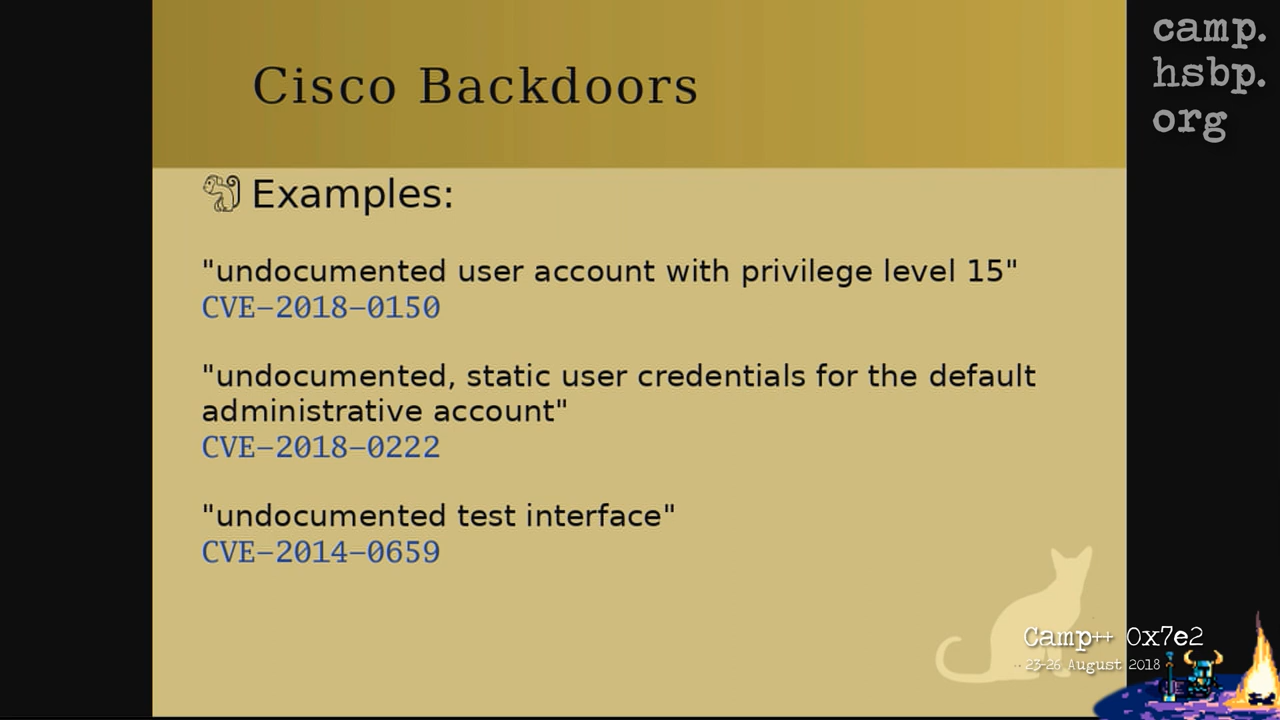 Cisco Backdoors
Examples:
"undocumented user account with privilege level 15"
CVE-2018-0150
"undocumented, static user credentials for the default
administrative account"
CVE-2018-0222
"undocumented test interface"
CVE-2014-0659
camp.
hsbp.
org
Camp++ 0x7e2
23-26 August 2018